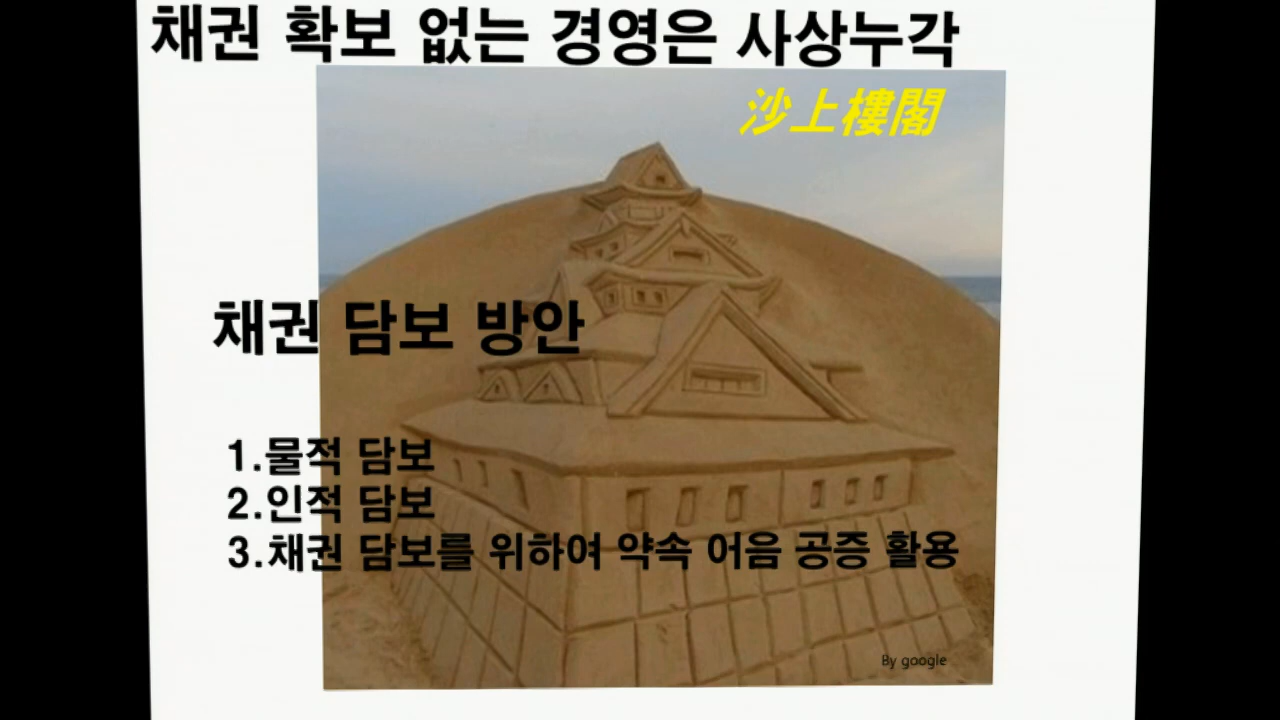 채권 확보 없는 경영은 사상누각
沙上樓閣
채권 담보 방안
1.물적 담보
2.인적 담보
3.채권 담보를 위하여 약속 어음 공증 활용
By google